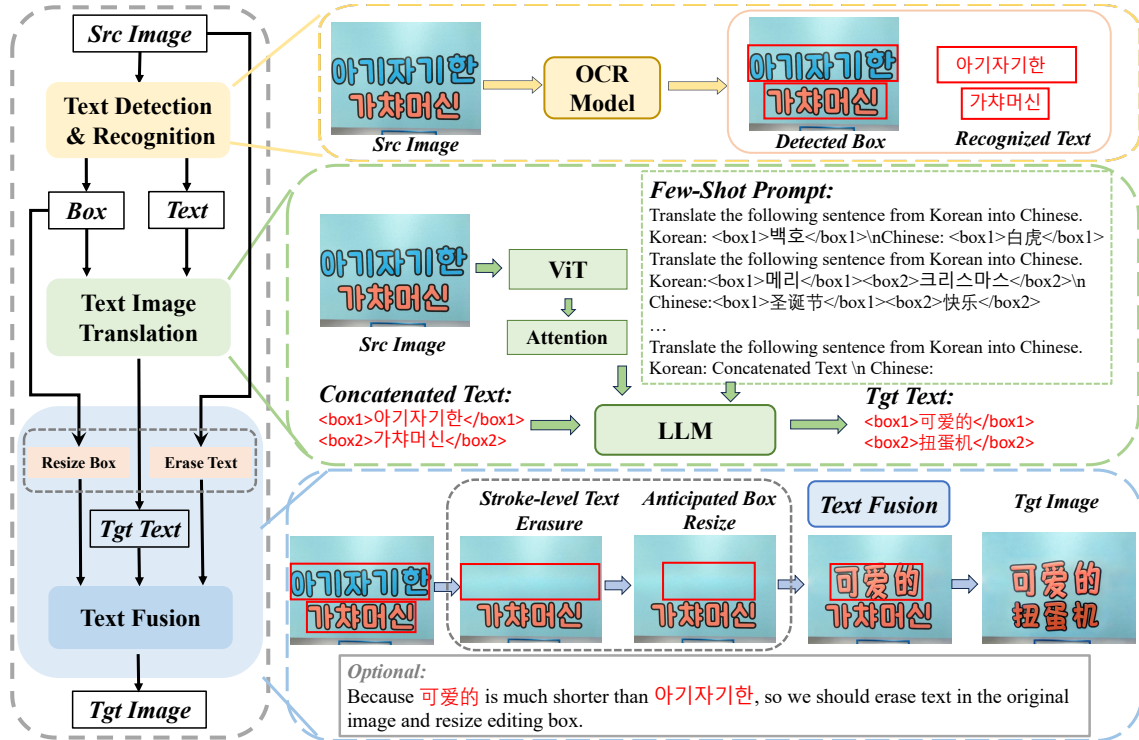 Src Image
Text Detection
& Recognition
Box
Text
Text Image
Translation
Resize Box
Erase Text
Tgt Text
Text Fusion
Tgt Image
아기자기한
가챠머신
Src Image
OCR
Model
아기자기한
가챠머신
Detected Box
아기자기한
가챠머신
Recognized Text
아기자기한
가챠머신
Src Image
ViT
Attention
Few-Shot Prompt:
Translate the following sentence from Korean into Chinese.
Korean: <box1>백호</box1>\nChinese: <box1>白虎</box1>
Translate the following sentence from Korean into Chinese.
Korean:<box1>메리</box1><box2>크리스마스</box2>\n
Chinese:<box1>圣诞节</box1><box2>快乐</box2>
…
Translate the following sentence from Korean into Chinese.
Korean: Concatenated Text \n Chinese:
Concatenated Text:
<box1>아기자기한</box1>
<box2>가챠머신</box2>
LLM
Tgt Text:
<box1>可爱的</box1>
<box2>扭蛋机</box2>
Stroke-level Text
Erasure
Anticipated Box
Resize
Text Fusion
Tgt Image
아기자기한
가챠머신
가챠머신
가챠머신
可爱的
가챠머신
可爱的
扭蛋机
Optional:
Because 可爱的 is much shorter than 아기자기한, so we should erase text in the original
image and resize editing box.